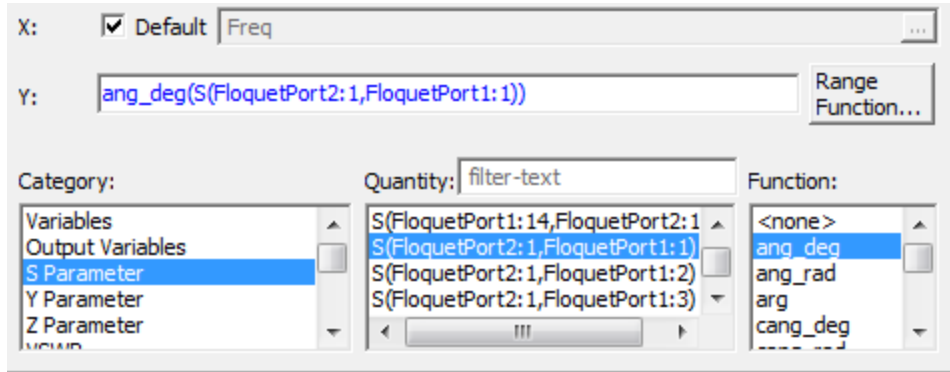 X:
Default
Freq
...
Y:
ang_deg(S(FloquetPort2:1,FloquetPort1:1))
Range
Function...
Category:
Quantity:
filter-text
Function:
Variables
Output Variables
S Parameter
Y Parameter
Z Parameter
S(FloquetPort1:14,FloquetPort2:1
S(FloquetPort2:1,FloquetPort1:1)
S(FloquetPort2:1,FloquetPort1:2)
S(FloquetPort2:1,FloquetPort1:3)
<none>
ang_deg
ang_rad
arg
cang_deg